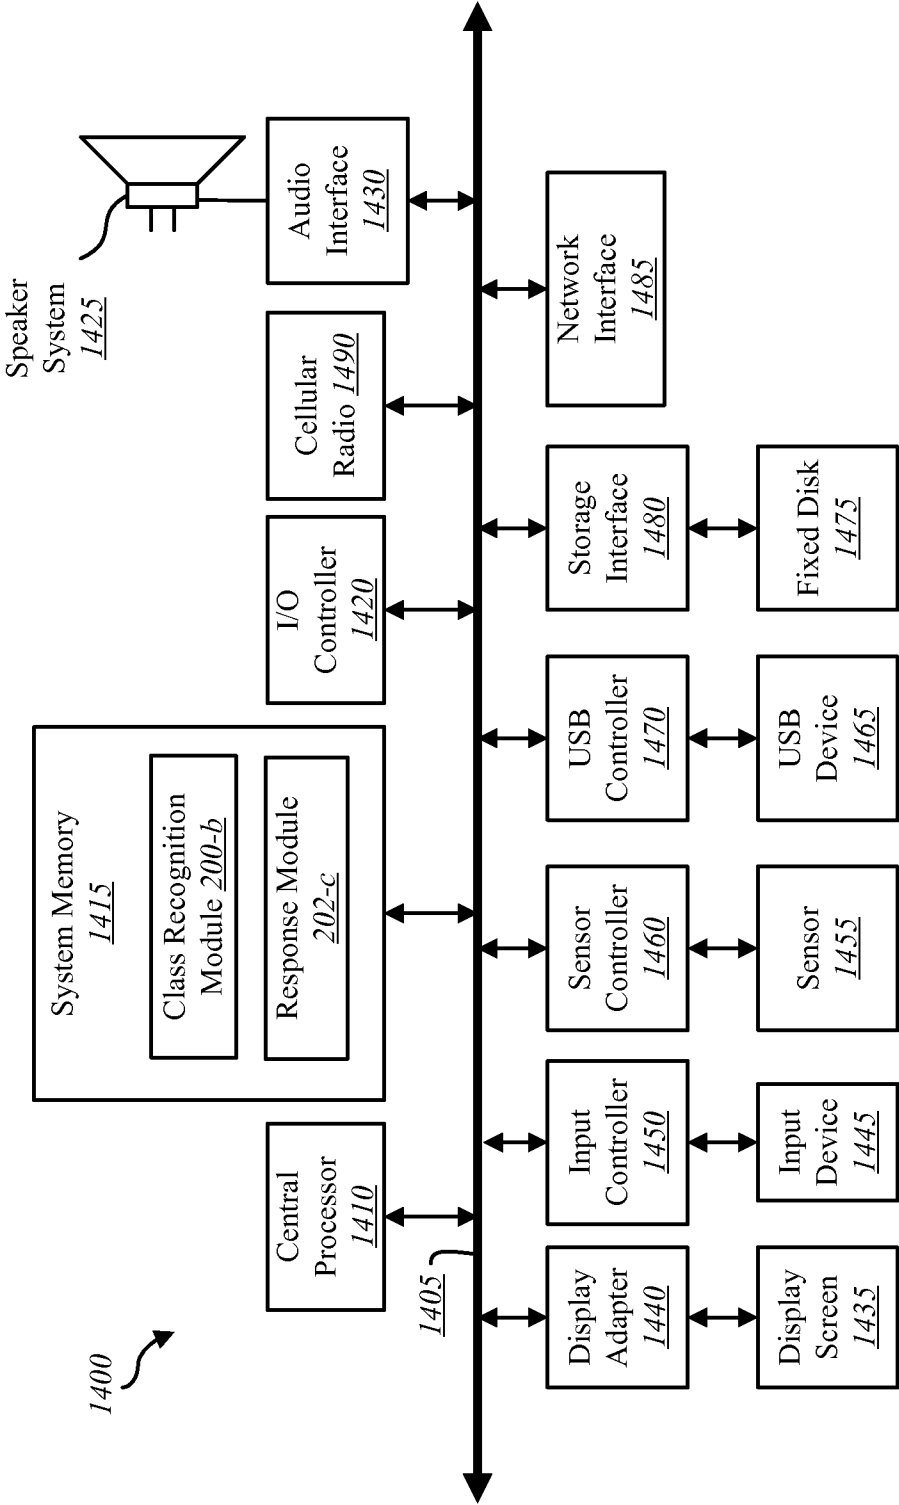 1400
Central
Processor
1410
System Memory
1415
Class Recognition
Module 200-b
Response Module
202-c
I/O
Controller
1420
Cellular
Radio 1490
Speaker
System
1425
Audio
Interface
1430
1405
Display
Adapter
1440
Input
Controller
1450
Sensor
Controller
1460
USB
Controller
1470
Storage
Interface
1480
Network
Interface
1485
Display
Screen
1435
Input
Device
1445
Sensor
1455
USB
Device
1465
Fixed Disk
1475